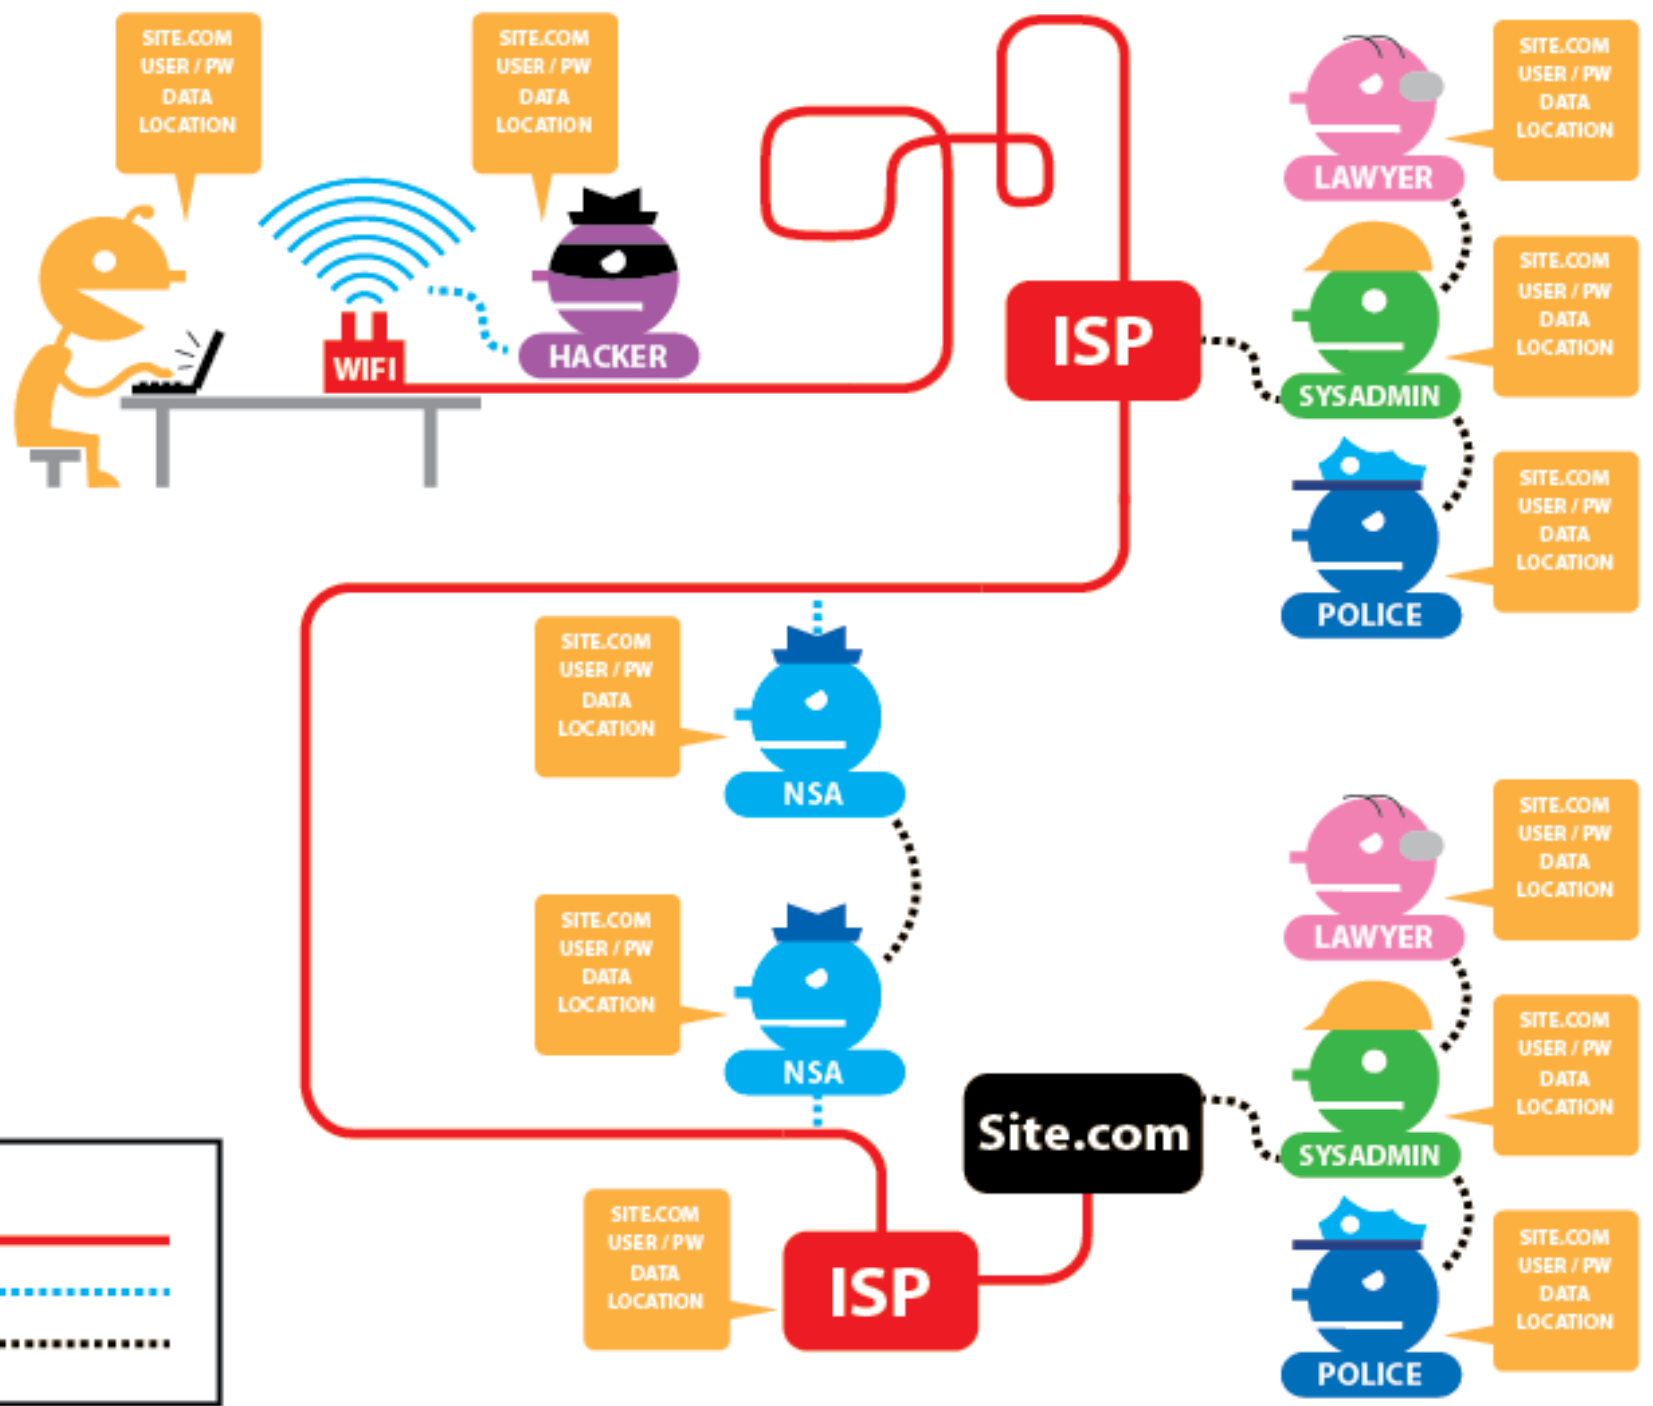 SITE.COM
USER / PW
DATA
LOCATION
SITE.COM
USER / PW
DATA
LOCATION
WIFI
HACKER
ISP
SITE.COM
USER / PW
DATA
LOCATION
LAWYER
SITE.COM
USER / PW
DATA
LOCATION
SYSADMIN
SITE.COM
USER / PW
DATA
LOCATION
POLICE
SITE.COM
USER / PW
DATA
LOCATION
NSA
SITE.COM
USER / PW
DATA
LOCATION
NSA
SITE.COM
USER / PW
DATA
LOCATION
ISP
Site.com
SITE.COM
USER / PW
DATA
LOCATION
LAWYER
SITE.COM
USER / PW
DATA
LOCATION
SYSADMIN
SITE.COM
USER / PW
DATA
LOCATION
POLICE